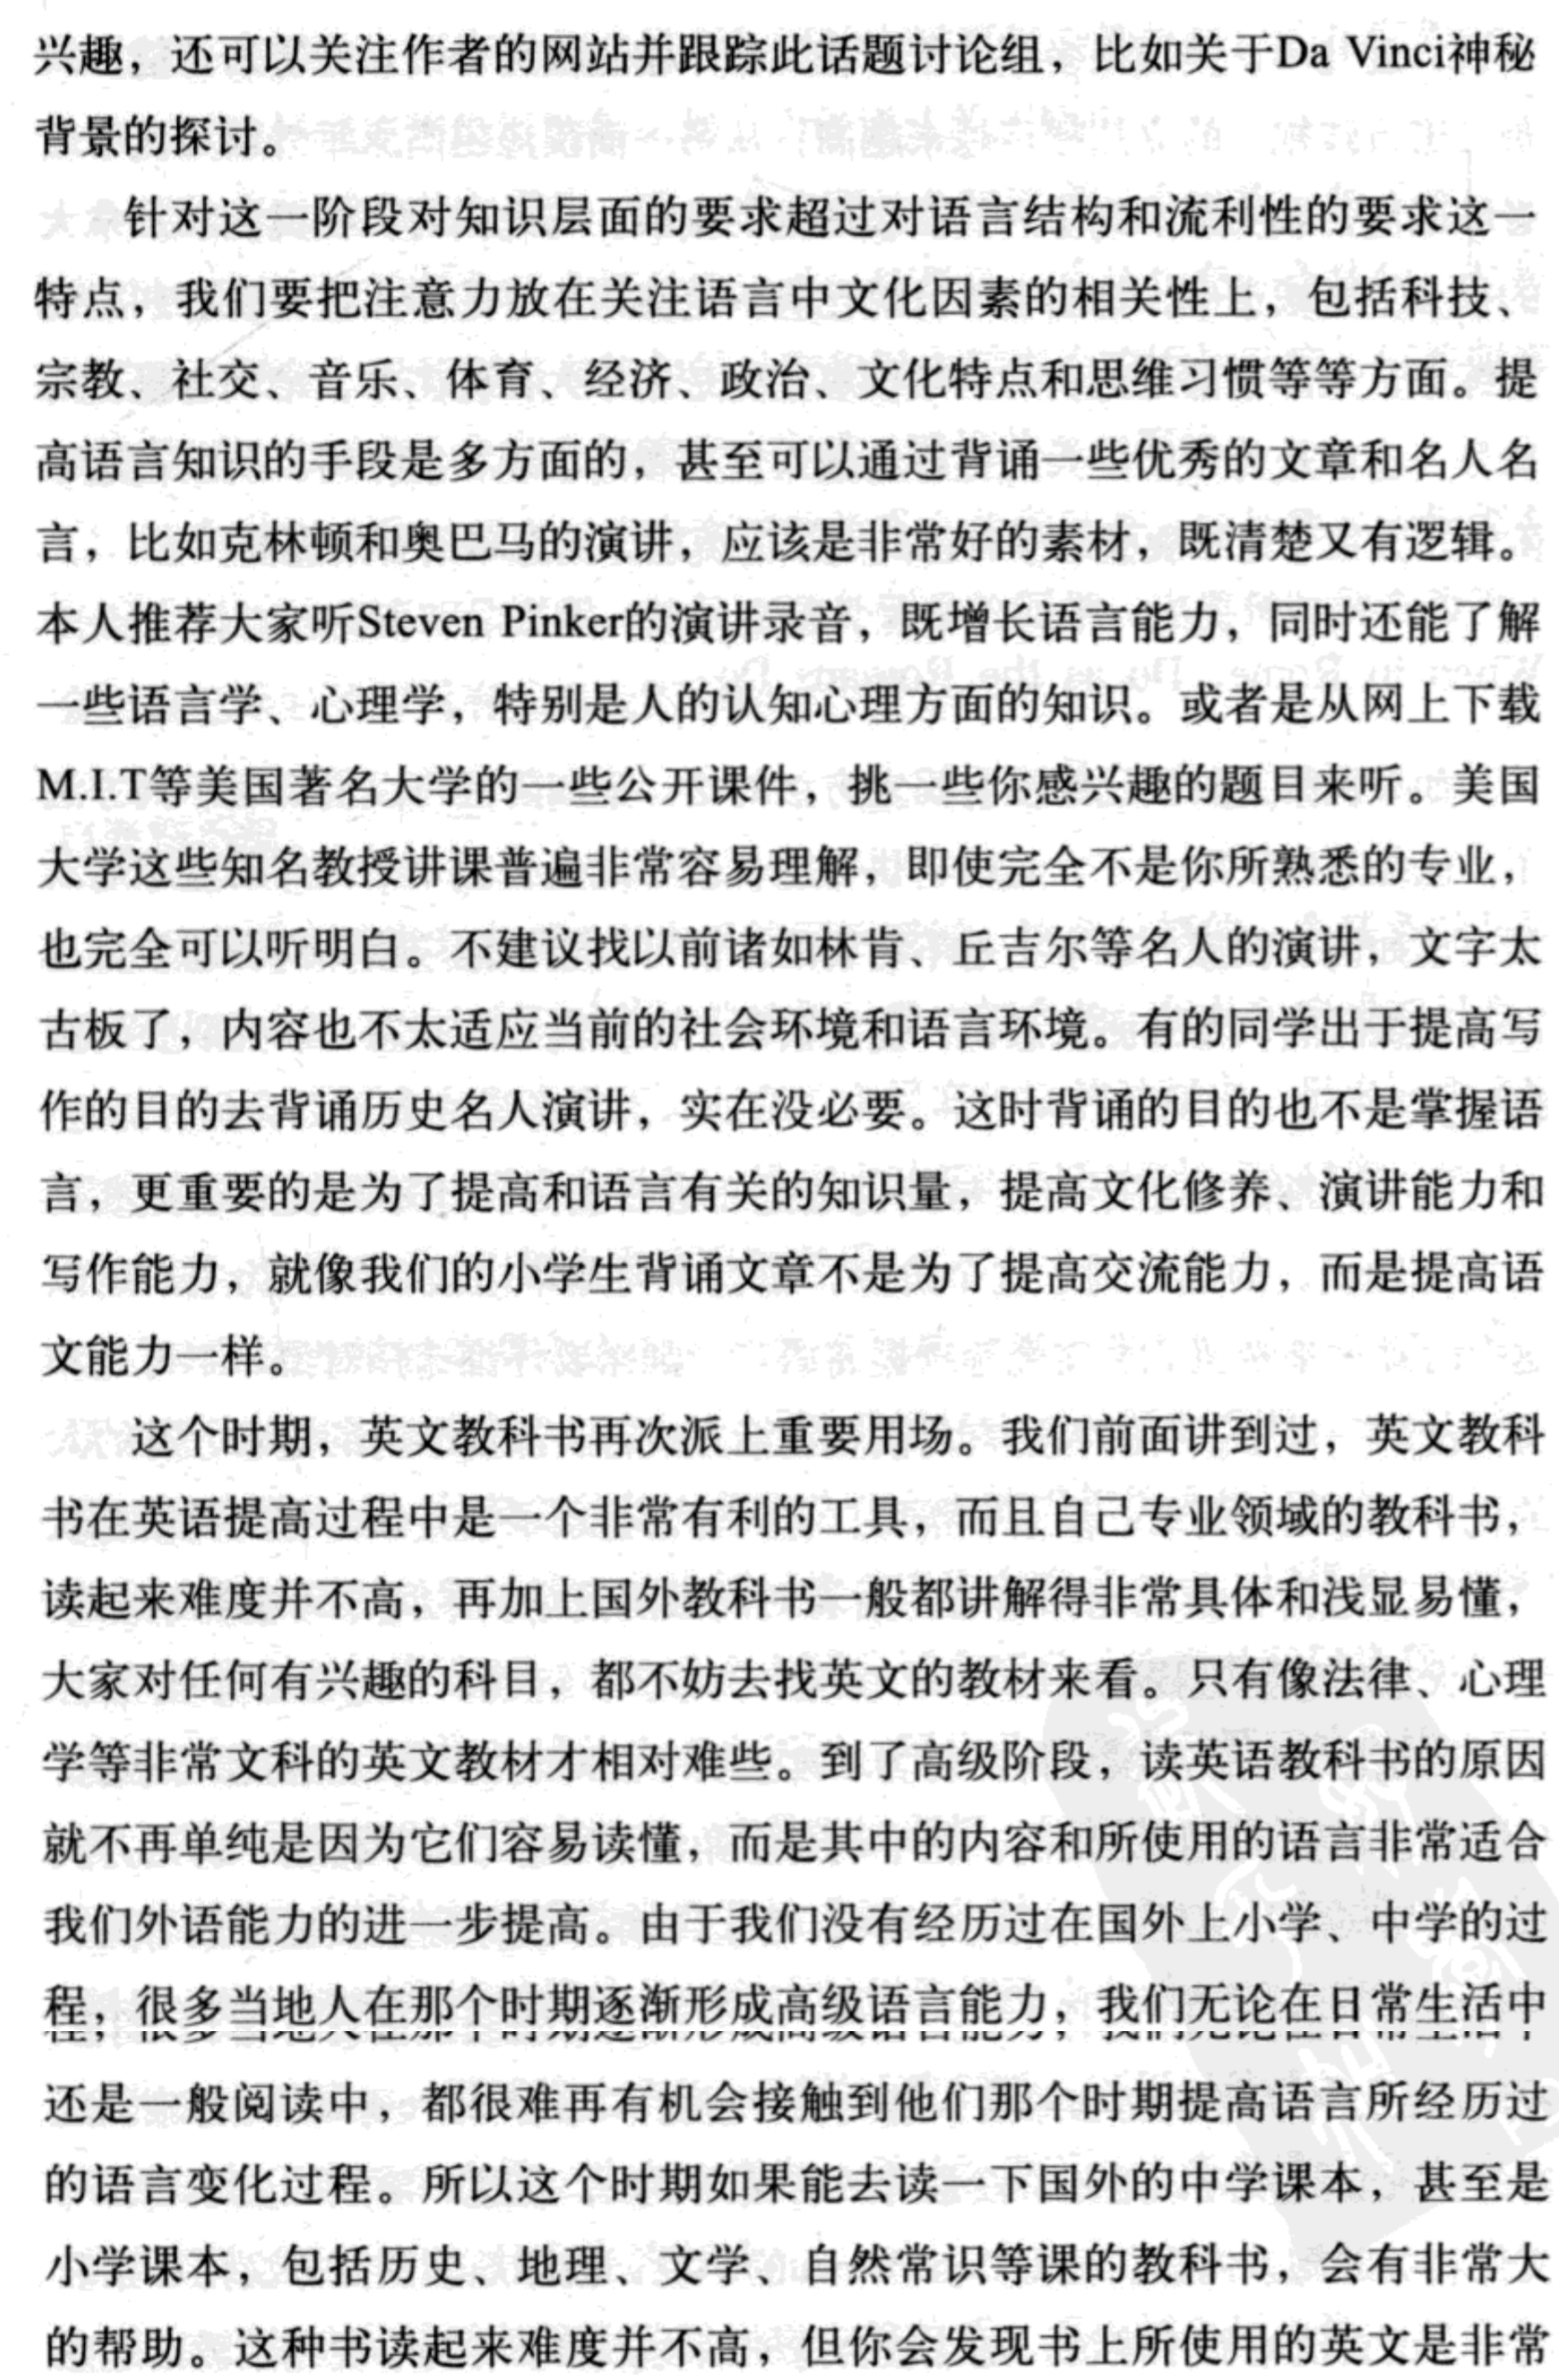 兴趣，还可以关注作者的网站并跟踪此话题讨论组，比如关于Da Vinci神秘
背景的探讨。
针对这一阶段对知识层面的要求超过对语言结构和流利性的要求这一
特点，我们要把注意力放在关注语言中文化因素的相关性上，包括科技、
宗教、社交、音乐、体育、经济、政治、文化特点和思维习惯等等方面。提
高语言知识的手段是多方面的，甚至可以通过背诵一些优秀的文章和名人名
言，比如克林顿和奥巴马的演讲，应该是非常好的素材，既清楚又有逻辑。
本人推荐大家听Steven Pinker的演讲录音，既增长语言能力，同时还能了解
一些语言学、心理学，特别是人的认知心理方面的知识。或者是从网上下载
M.I.T等美国著名大学的一些公开课件，挑一些你感兴趣的题目来听。美国
大学这些知名教授讲课普遍非常容易理解，即使完全不是你所熟悉的专业，
也完全可以听明白。不建议找以前诸如林肯、丘吉尔等名人的演讲，文字太
古板了，内容也不太适应当前的社会环境和语言环境。有的同学出于提高写
作的目的去背诵历史名人演讲，实在没必要。这时背诵的目的也不是掌握语
言，更重要的是为了提高和语言有关的知识量，提高文化修养、演讲能力和
写作能力，就像我们的小学生背诵文章不是为了提高交流能力，而是提高语
文能力一样。
这个时期，英文教科书再次派上重要用场。我们前面讲到过，英文教科
书在英语提高过程中是一个非常有利的工具，而且自己专业领域的教科书，
读起来难度并不高，再加上国外教科书一般都讲解得非常具体和浅显易懂，
大家对任何有兴趣的科目，都不妨去找英文的教材来看。只有像法律、心理
学等非常文科的英文教材才相对难些。到了高级阶段，读英语教科书的原因
就不再单纯是因为它们容易读懂，而是其中的内容和所使用的语言非常适合
我们外语能力的进一步提高。由于我们没有经历过在国外上小学、中学的过
程，很多当地人在那个时期逐渐形成高级语言能力，我们无论在日常生活中
还是一般阅读中，都很难再有机会接触到他们那个时期提高语言所经历过
的语言变化过程。所以这个时期如果能去读一下国外的中学课本，甚至是
小学课本，包括历史、地理、文学、自然常识等课的教科书，会有非常大
的帮助。这种书读起来难度并不高，但你会发现书上所使用的英文是非常